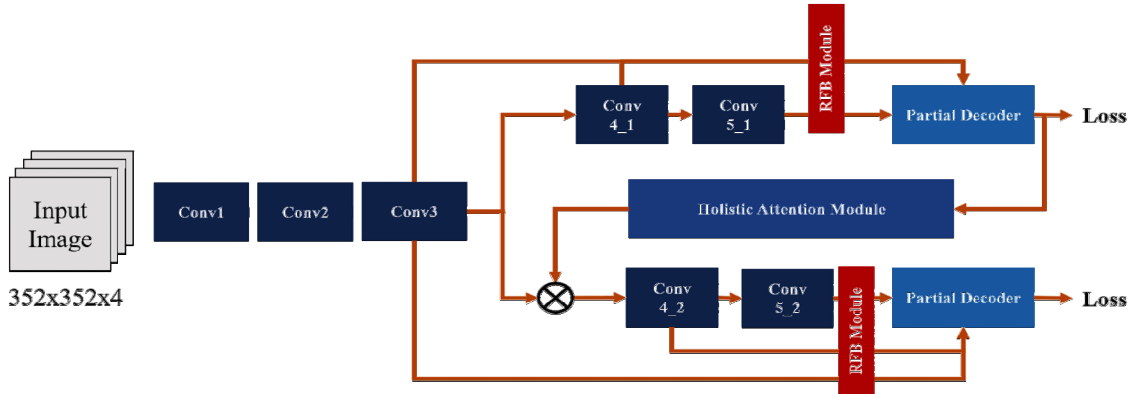 Input
Image
352x352x4
Conv1
Conv2
Conv3
Conv
4_1
Conv
5_1
RFB Module
Partial Decoder
Loss
Holistic Attention Module
Conv
4_2
Conv
5_2
RFB Module
Partial Decoder
Loss